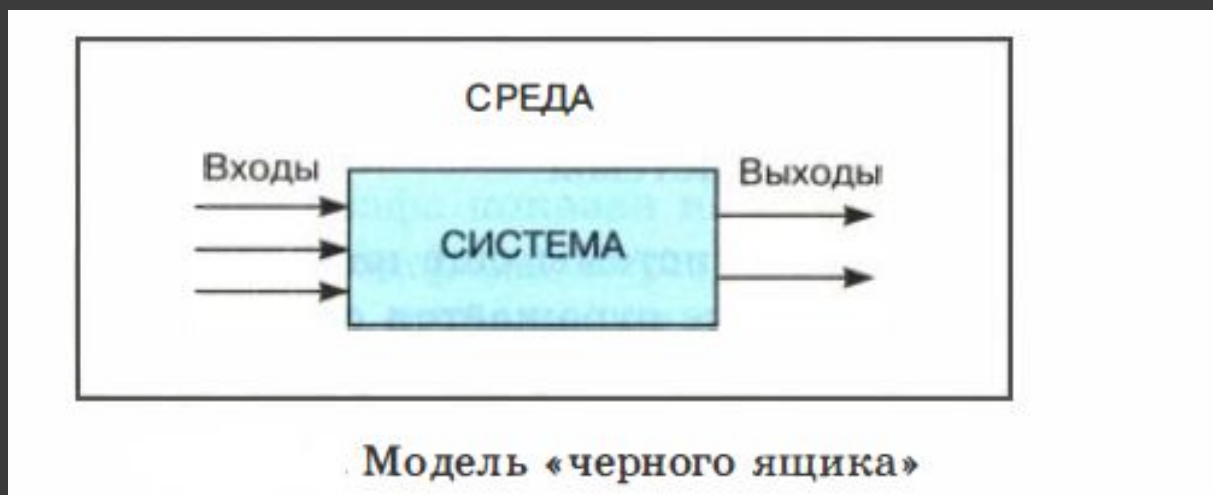 СРЕДА
Входы
Выходы
СИСТЕМА
Модель «черного ящика»